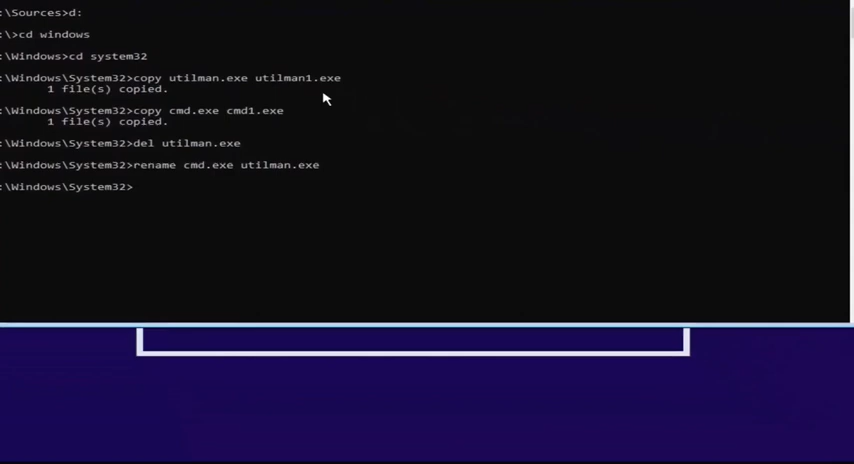 :\Sources>d:
:\>cd windows
:\Windows>cd system32
:\Windows\System32>copy utilman.exe utilman1.exe
1 file(s) copied.
:\Windows\System32>copy cmd.exe cmd1.exe
1 file(s) copied.
:\Windows\System32>del utilman.exe
:\Windows\System32>rename cmd.exe utilman.exe
:\Windows\System32>